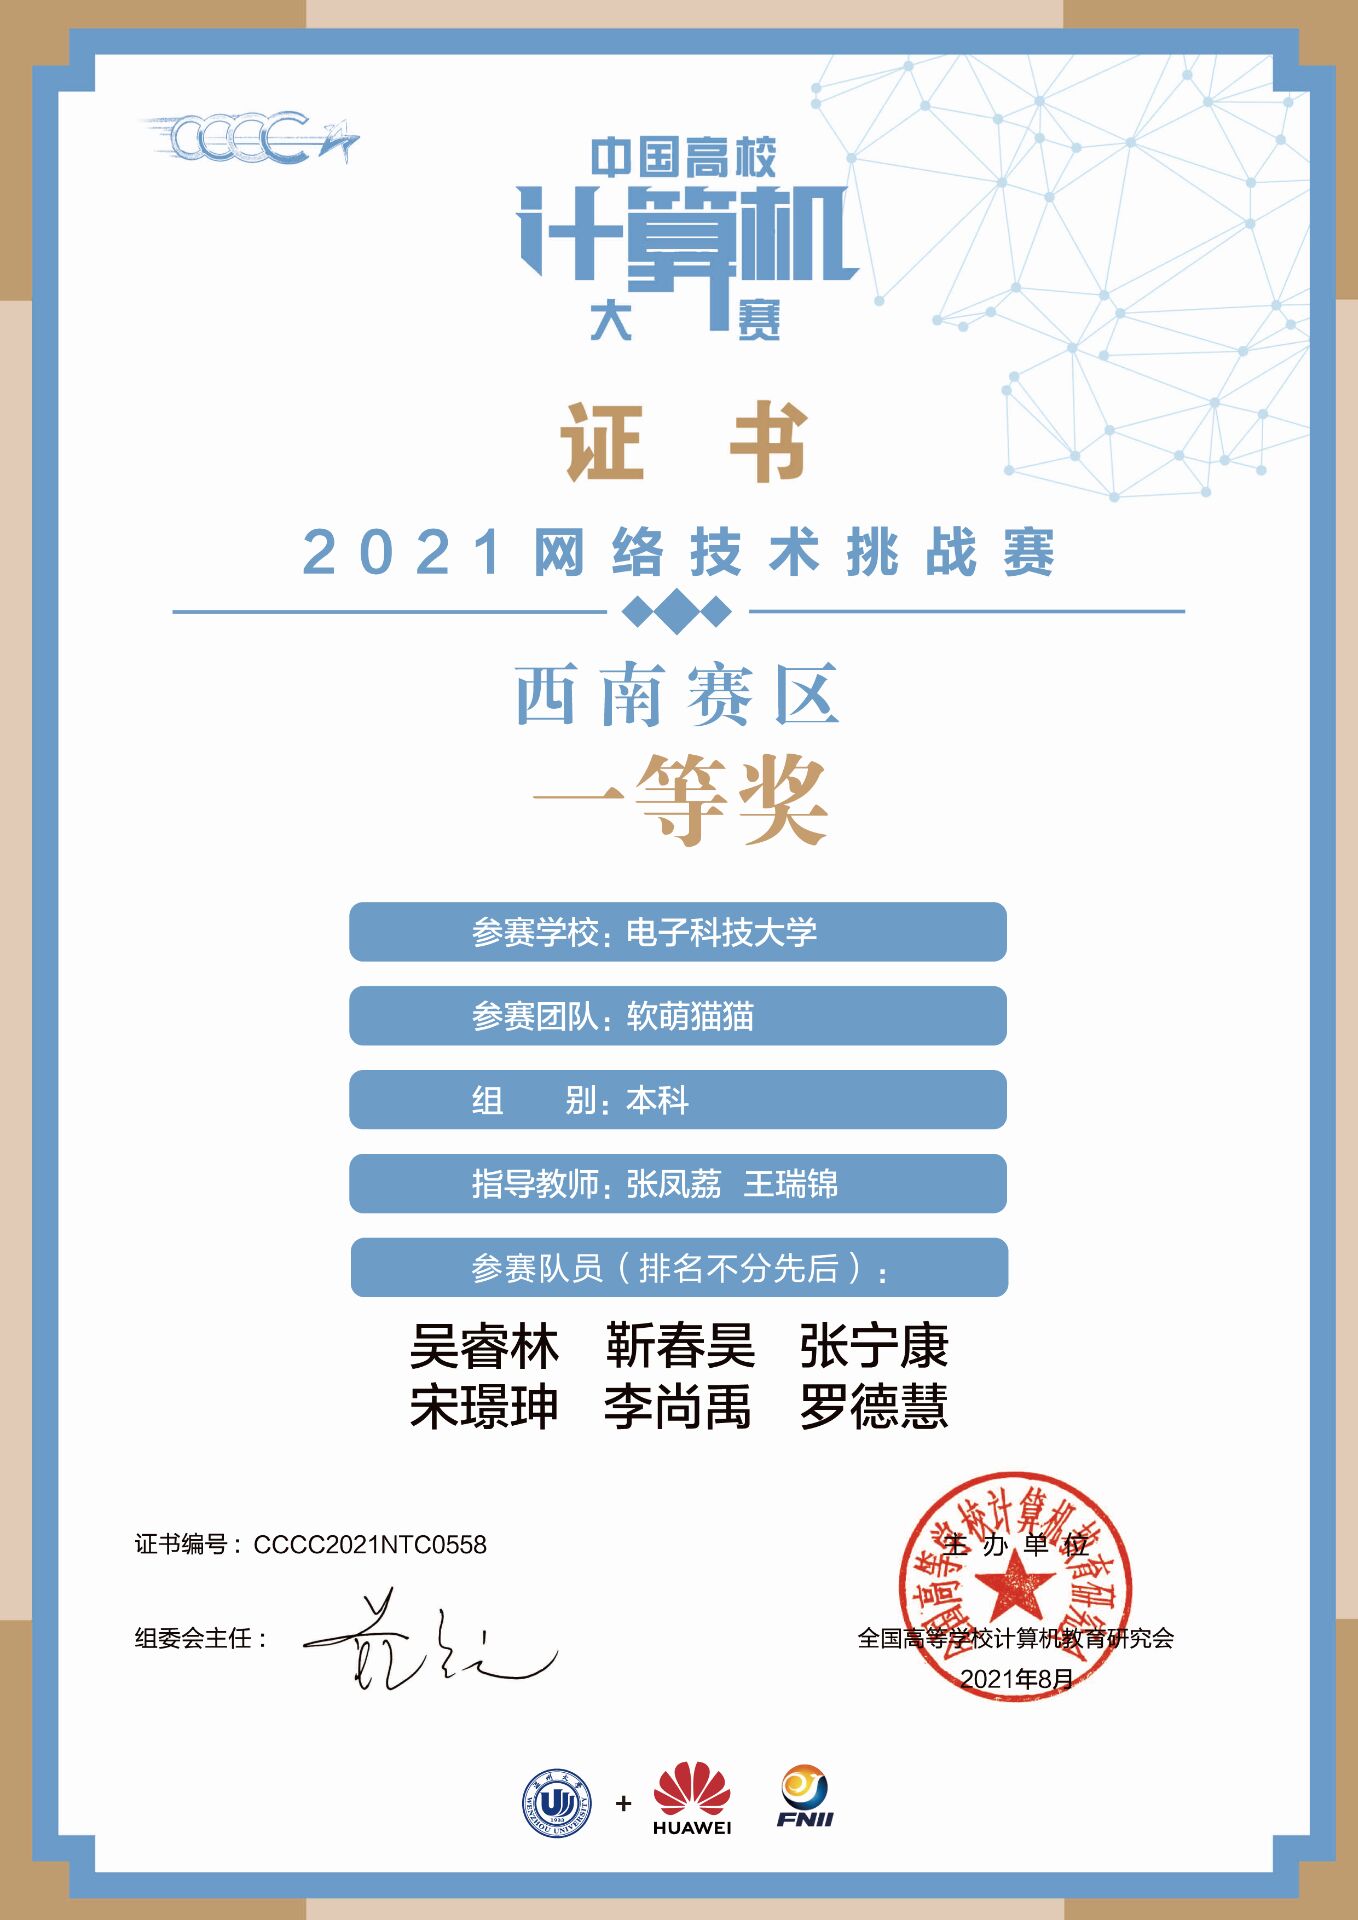 CCCC
中国高校
计算机
大赛
证书
2021网络技术挑战赛
西南赛区
一等奖
参赛学校：电子科技大学
参赛团队：软萌猫猫
组 别：本科
指导教师：张凤荔 王瑞锦
参赛队员（排名不分先后）：
吴睿林 靳春昊 张宁康
宋璟珅 李尚禹 罗德慧
证书编号：CCCC2021NTC0558
组委会主任：
主办单位
全国高等学校计算机教育研究会
2021年8月
全国高等学校计算机教育研究会
温州大学
1933
WENZHOU UNIVERSITY
+
HUAWEI
FNII